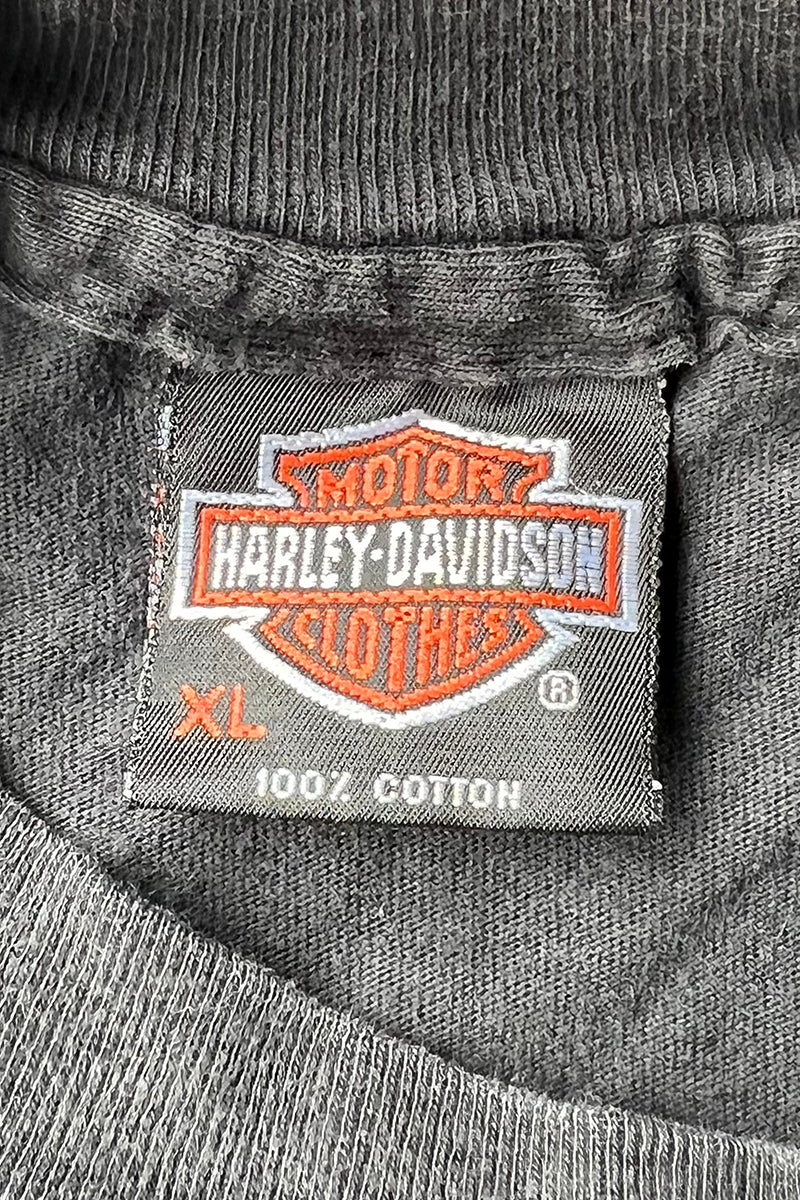 MOTOR
HARLEY-DAVIDSON
CLOTHES
®
XL
100% COTTON